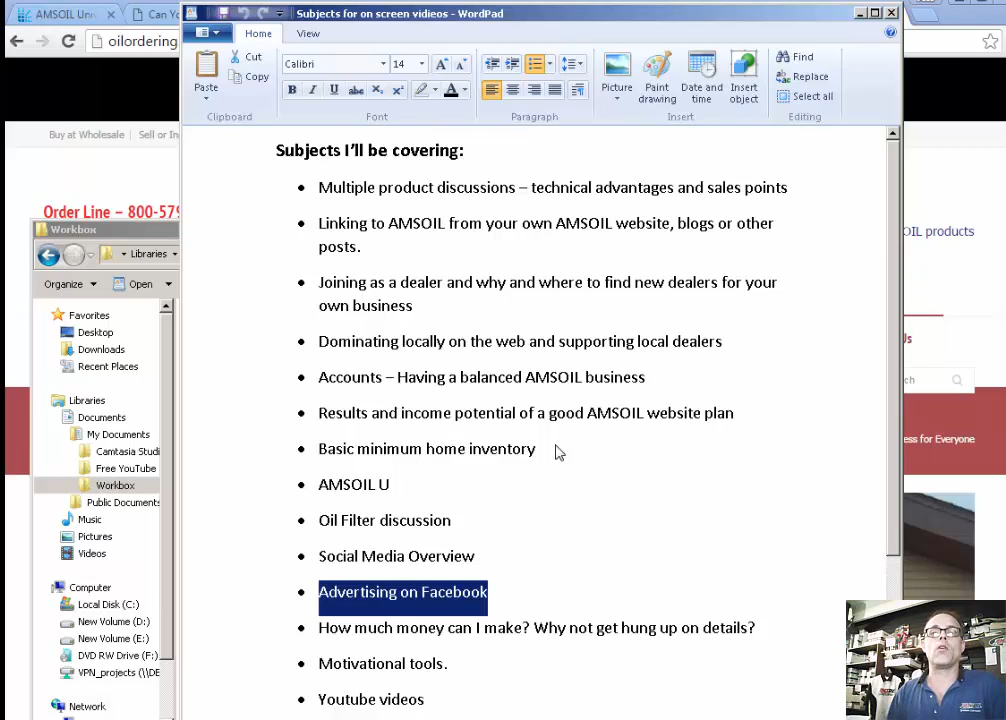 AMSOIL Uni
Can Yo
Subjects for on screen vidieos - WordPad
oilordering
Home
View
Paste
Cut
Copy
Clipboard
Calibri
14
Font
Paragraph
Picture
Paint drawing
Date and time
Insert object
Insert
Find
Replace
Select all
Editing
Buy at Wholesale
Sell or In
Order Line – 800-579
OIL products
Us
ch
ess for Everyone
Workbox
Libraries
Organize
Open
Favorites
Desktop
Downloads
Recent Places
Libraries
Documents
My Documents
Camtasia Studi
Free YouTube
Workbox
Public Documents
Music
Pictures
Videos
Computer
Local Disk (C:)
New Volume (D:)
New Volume (E:)
DVD RW Drive (F:)
VPN_projects (\\DE
Network
Subjects I'll be covering:
• Multiple product discussions – technical advantages and sales points
• Linking to AMSOIL from your own AMSOIL website, blogs or other
posts.
• Joining as a dealer and why and where to find new dealers for your
own business
• Dominating locally on the web and supporting local dealers
• Accounts – Having a balanced AMSOIL business
• Results and income potential of a good AMSOIL website plan
• Basic minimum home inventory
• AMSOIL U
• Oil Filter discussion
• Social Media Overview
• Advertising on Facebook
• How much money can I make? Why not get hung up on details?
• Motivational tools.
• Youtube videos